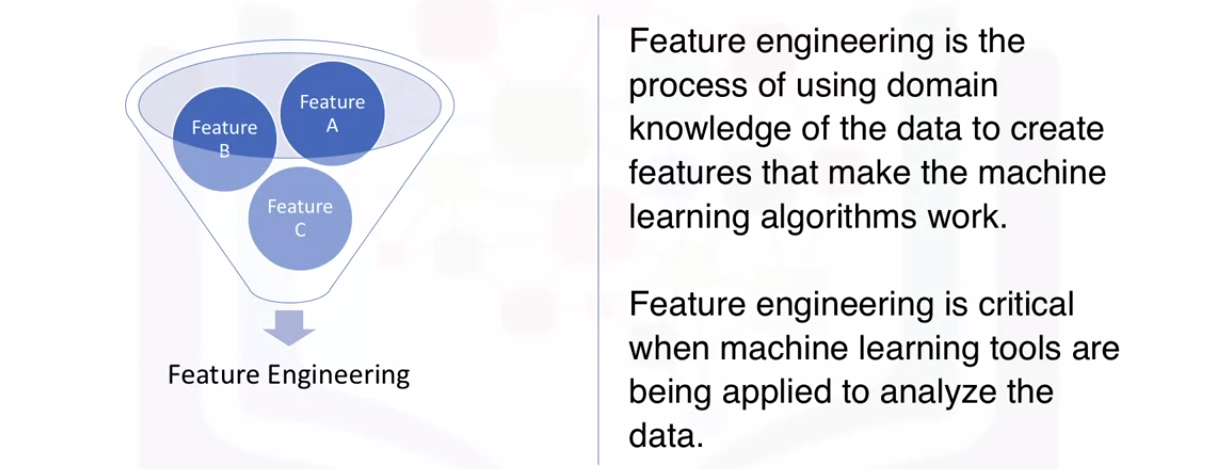 Feature
A
Feature
B
Feature
C
Feature Engineering
Feature engineering is the
process of using domain
knowledge of the data to create
features that make the machine
learning algorithms work.
Feature engineering is critical
when machine learning tools are
being applied to analyze the
data.